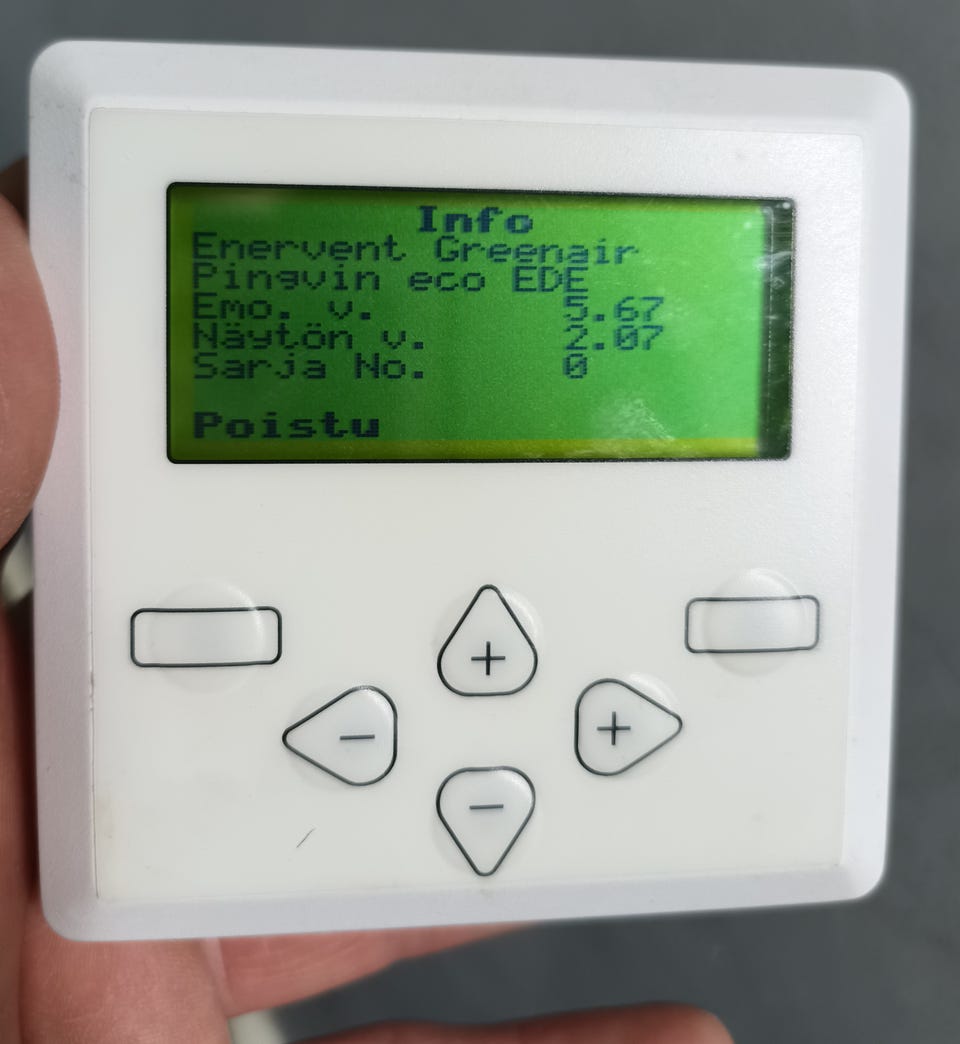 Info
Enervent Greenair
Pingvin eco EDE
Emo. v. 5.67
Näytön v. 2.07
Sarja No. 0
Poistu
+
- +
-